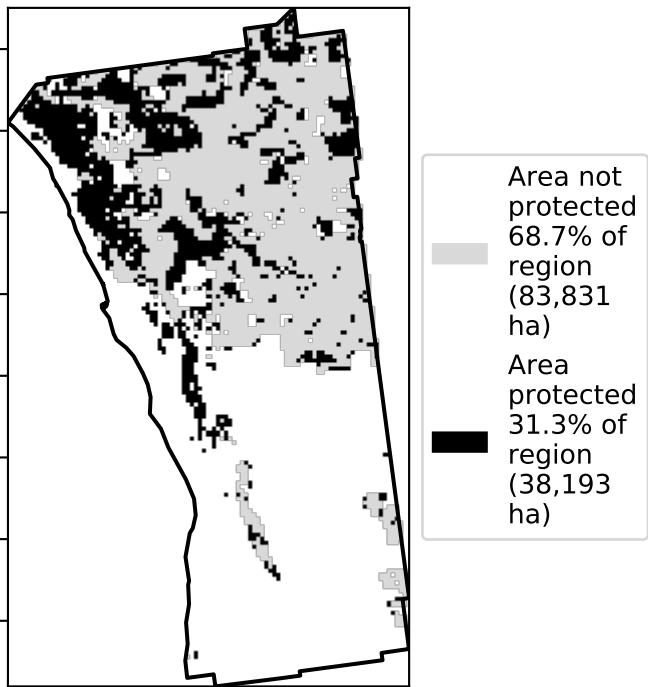 Area not
protected
68.7% of
region
(83,831
ha)
Area
protected
31.3% of
region
(38,193
ha)